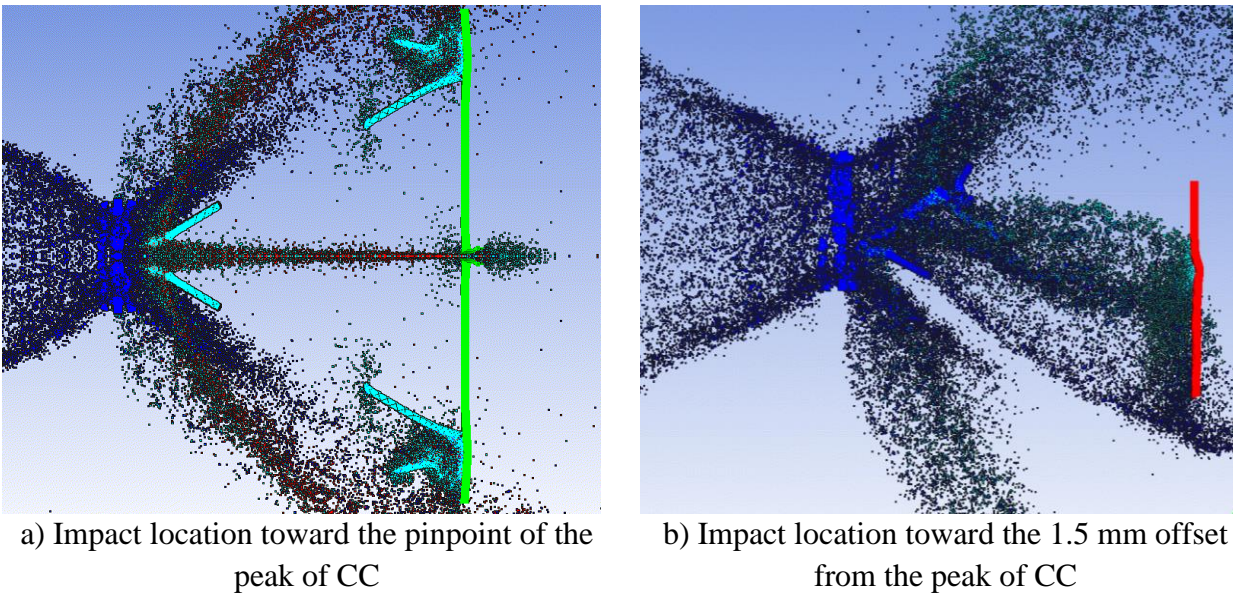 a) Impact location toward the pinpoint of the
peak of CC
b) Impact location toward the 1.5 mm offset
from the peak of CC